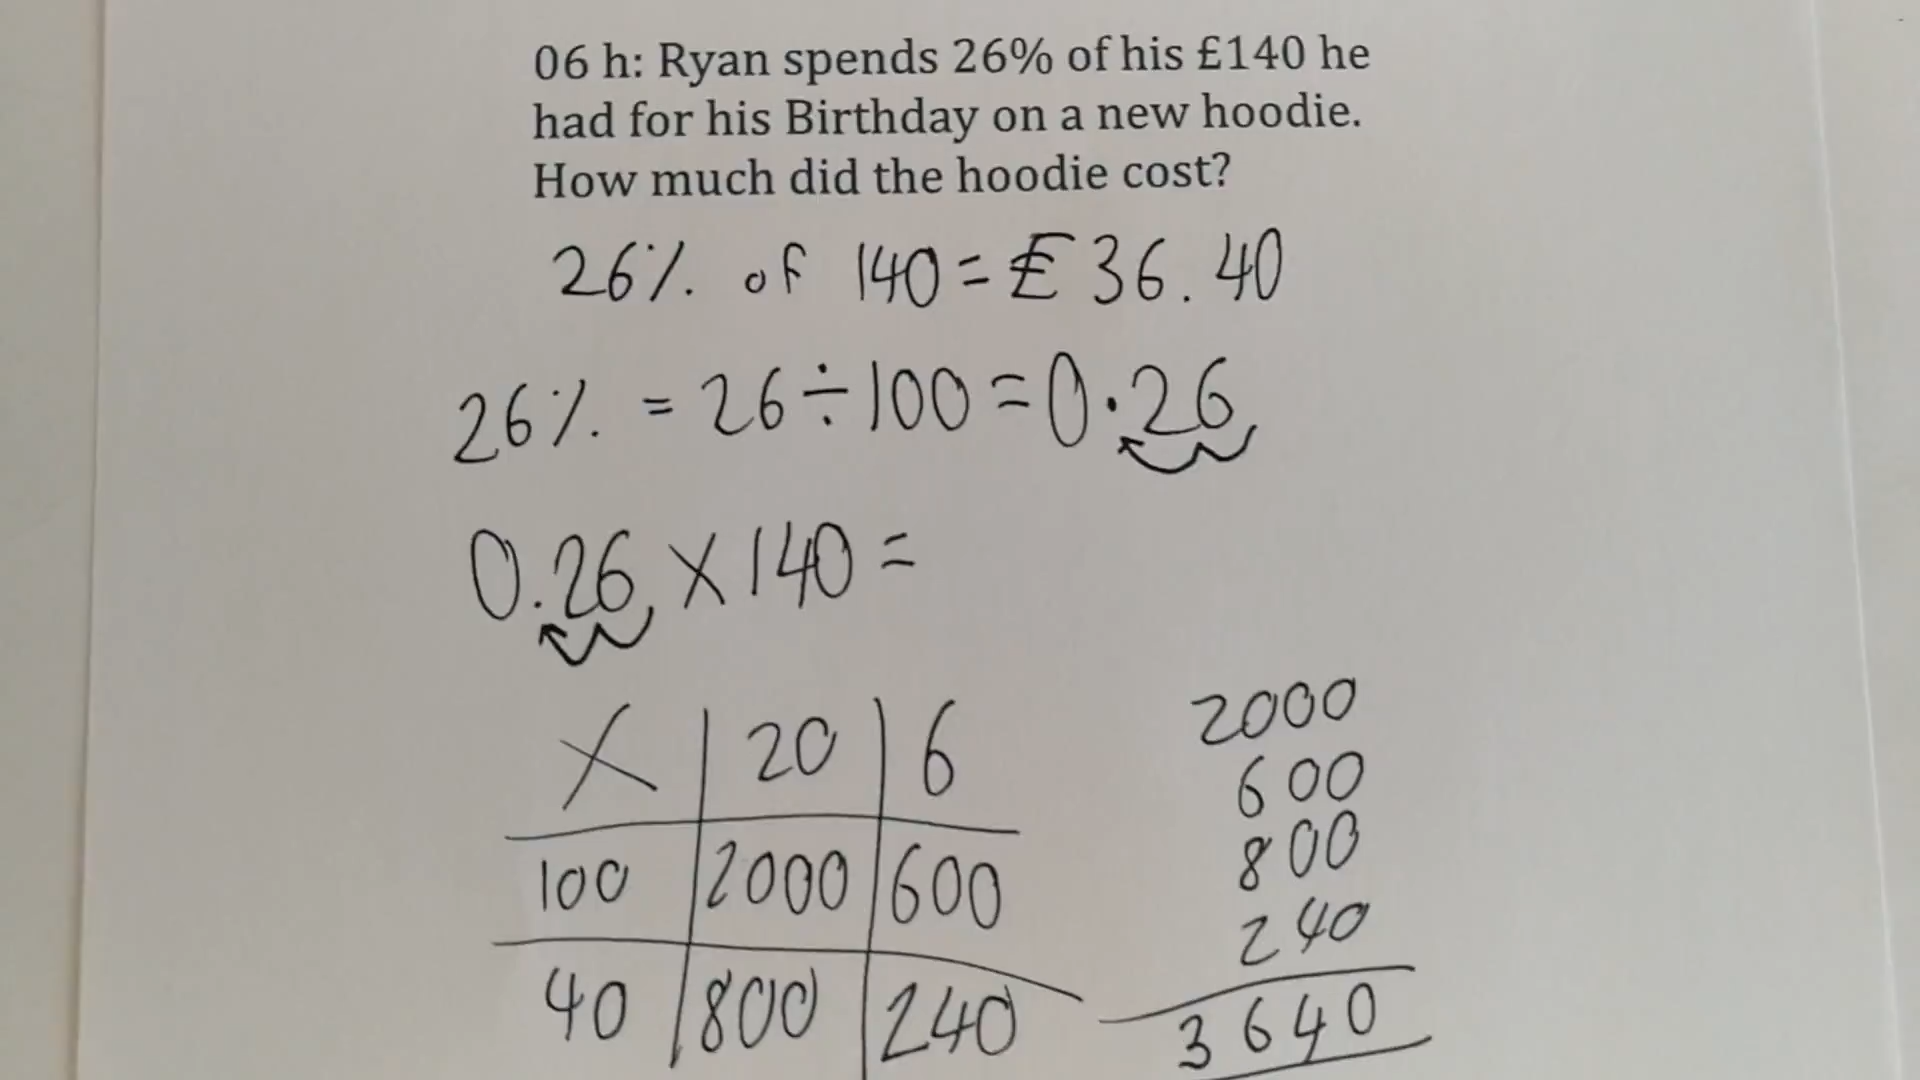 06 h: Ryan spends 26% of his £140 he
had for his Birthday on a new hoodie.
How much did the hoodie cost?
26% of 140 = £36.40
26% = 26 ÷ 100 = 0.26
0.26 × 140 =
× 20 6
100 2000 600
40 800 240
2000
600
800
240
3640